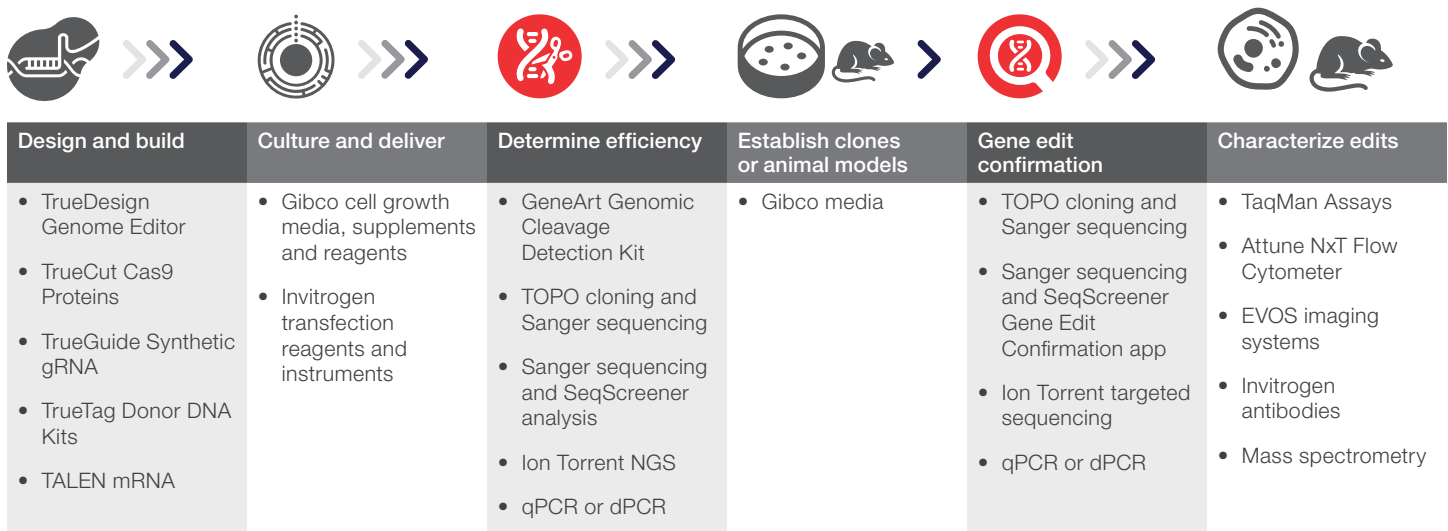 Design and build
Culture and deliver
Determine efficiency
Establish clones
or animal models
Gene edit
confirmation
Characterize edits
• TrueDesign
Genome Editor
• TrueCut Cas9
Proteins
• TrueGuide Synthetic
gRNA
• TrueTag Donor DNA
Kits
• TALEN mRNA
• Gibco cell growth
media, supplements
and reagents
• Invitrogen
transfection
reagents and
instruments
• GeneArt Genomic
Cleavage
Detection Kit
• TOPO cloning and
Sanger sequencing
• Sanger sequencing
and SeqScreener
analysis
• Ion Torrent NGS
• qPCR or dPCR
• Gibco media
• TOPO cloning and
Sanger sequencing
• Sanger sequencing
and SeqScreener
Gene Edit
Confirmation app
• Ion Torrent targeted
sequencing
• qPCR or dPCR
• TaqMan Assays
• Attune NxT Flow
Cytometer
• EVOS imaging
systems
• Invitrogen
antibodies
• Mass spectrometry